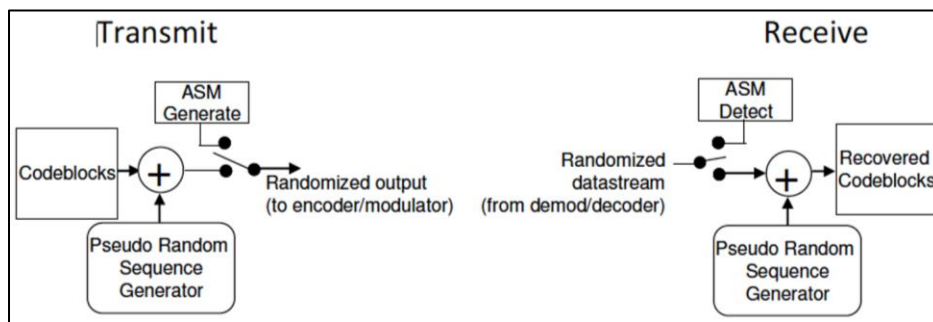 Transmit
Receive
ASM
Generate
Codeblocks
+
Randomized output
(to encoder/modulator)
Pseudo Random
Sequence
Generator
ASM
Detect
Randomized
datastream
(from demod/decoder)
+
Recovered
Codeblocks
Pseudo Random
Sequence
Generator